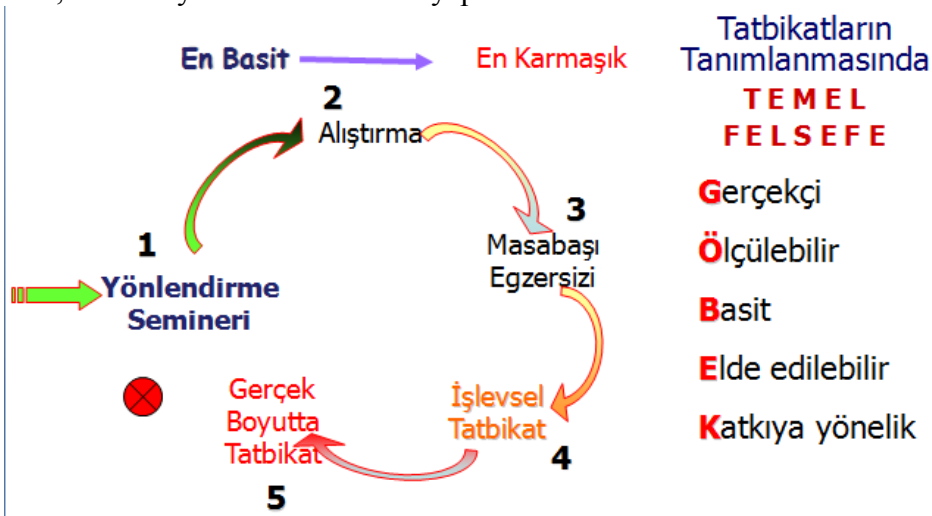 En Basit
En Karmaşık
2
Alıştırma
3
Masabaşı
Egzersizi
1
Yönlendirme
Semineri
Gerçek
Boyutta
Tatbikat
5
İşlevsel
Tatbikat
4
Tatbikatların
Tanımlanmasında
TEMEL
FELSEFE
Gerçekçi
Ölçülebilir
Basit
Elde edilebilir
Katkıya yönelik